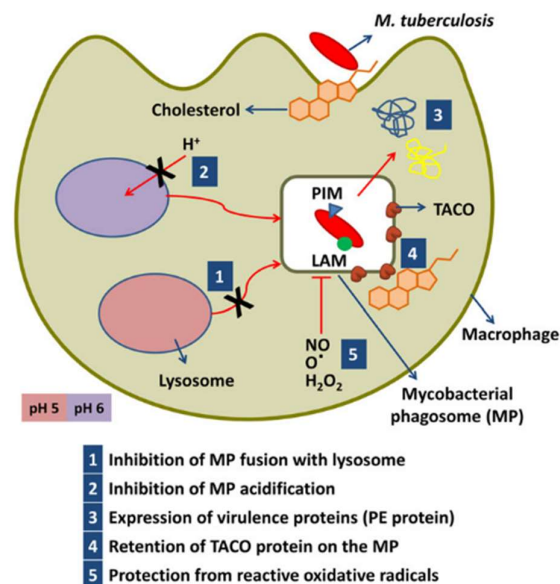 M. tuberculosis
Cholesterol
3
H+
2
PIM
TACO
LAM
4
1
NO
O•
H2O2
5
Macrophage
Lysosome
Mycobacterial
phagosome (MP)
pH 5 pH 6
1 Inhibition of MP fusion with lysosome
2 Inhibition of MP acidification
3 Expression of virulence proteins (PE protein)
4 Retention of TACO protein on the MP
5 Protection from reactive oxidative radicals